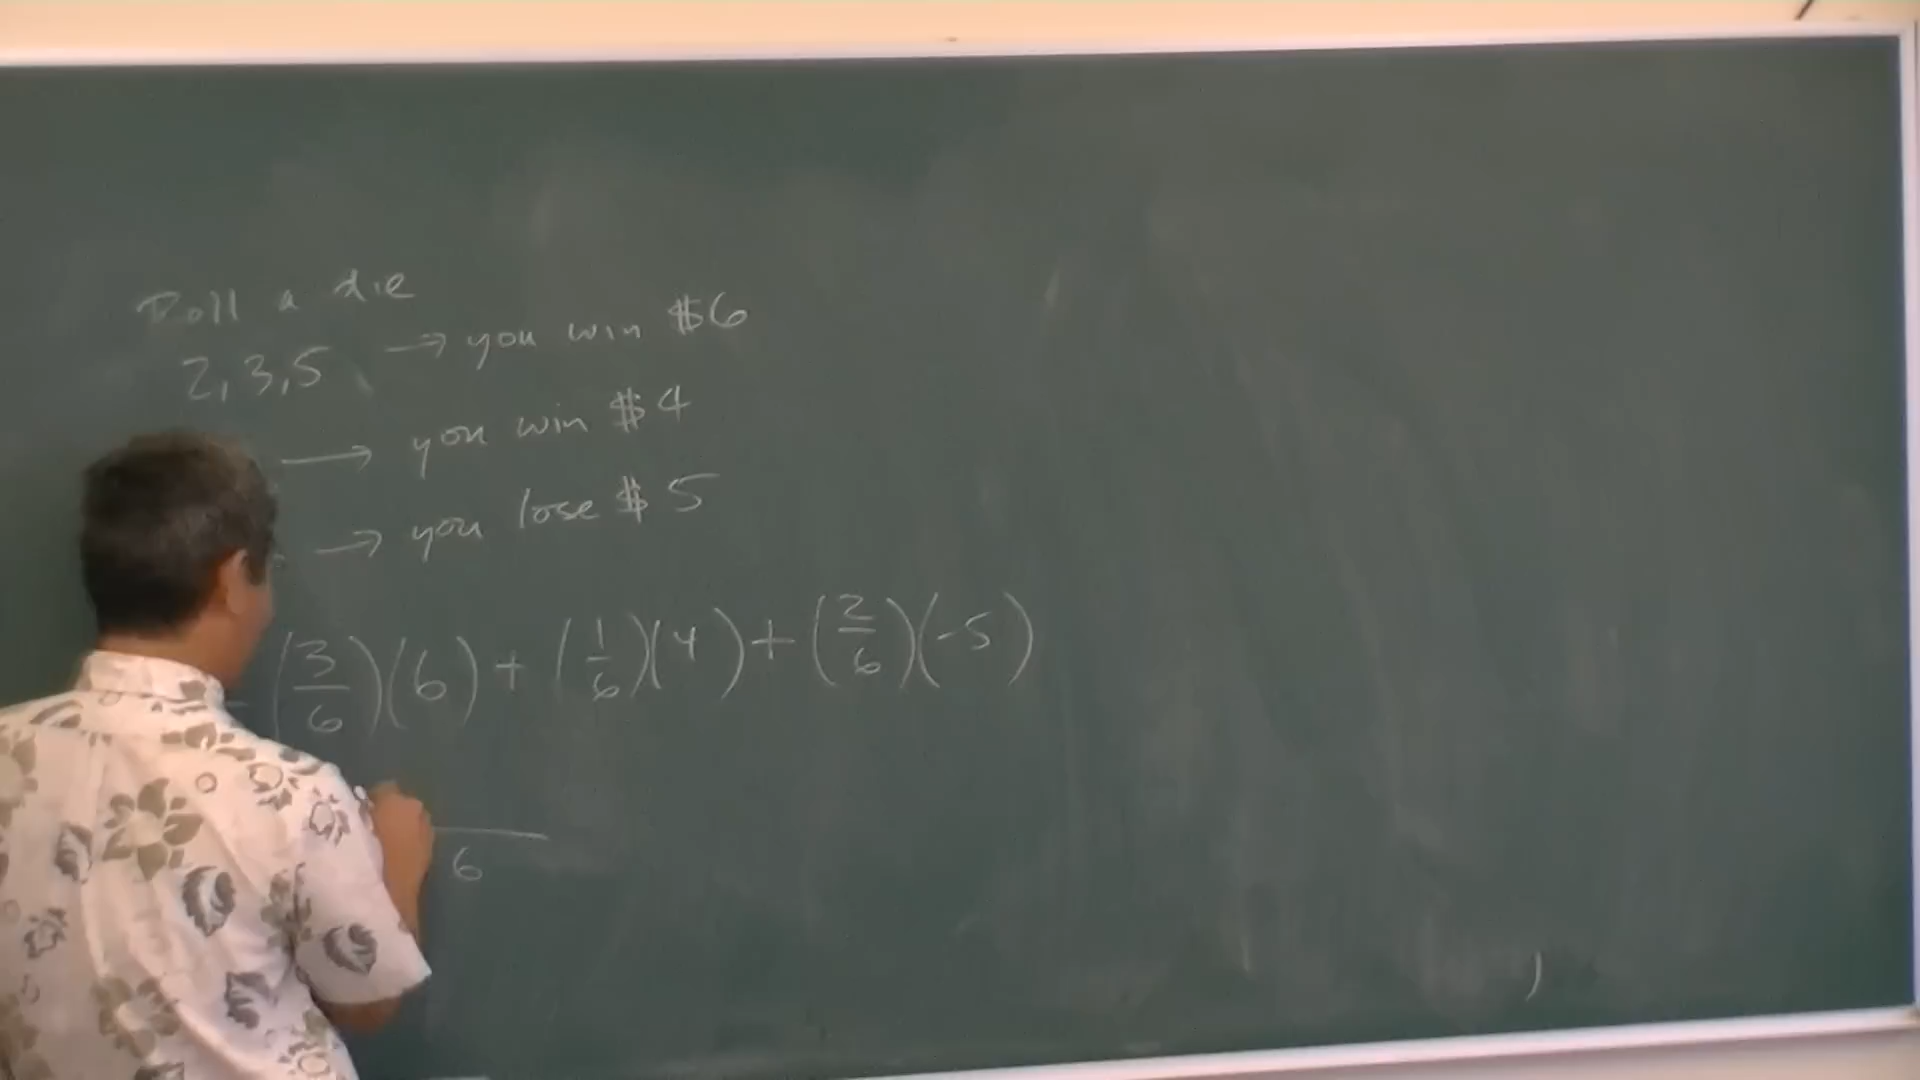 Roll a die
2,3,5 → you win $6
→ you win $4
→ you lose $5
(3/6)(6) + (1/6)(4) + (2/6)(-5)
6